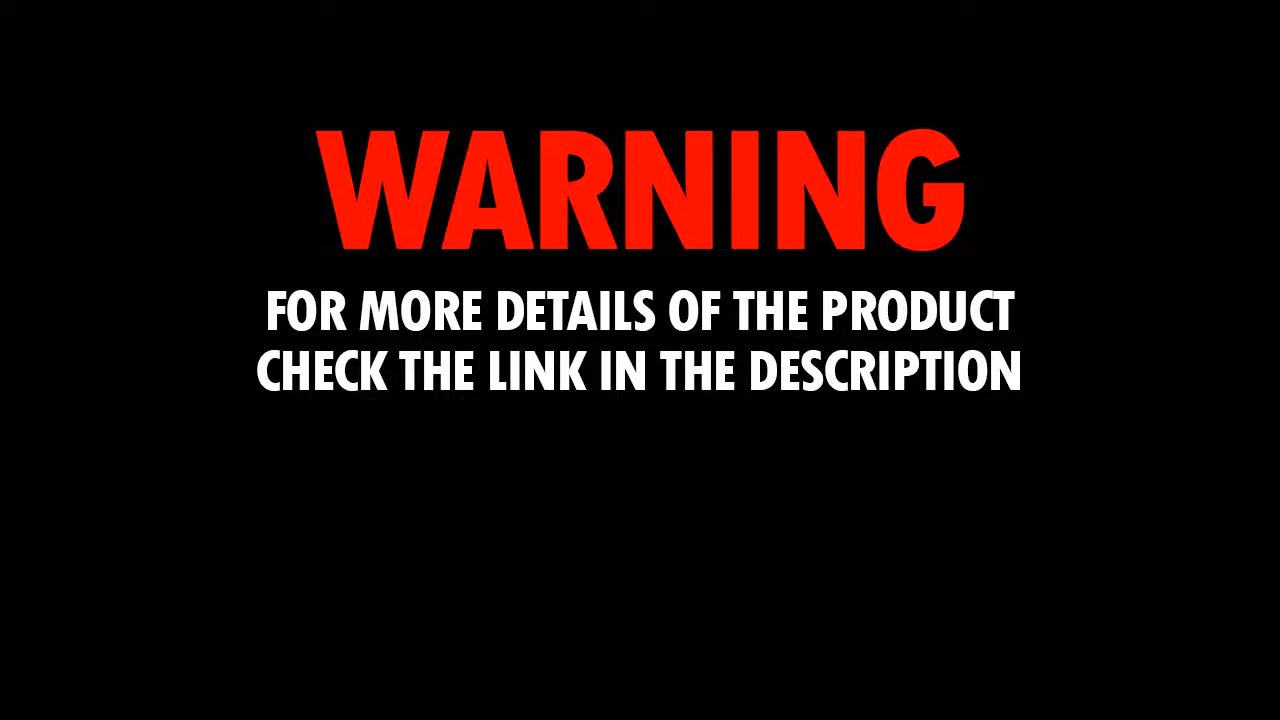 WARNING
FOR MORE DETAILS OF THE PRODUCT
CHECK THE LINK IN THE DESCRIPTION